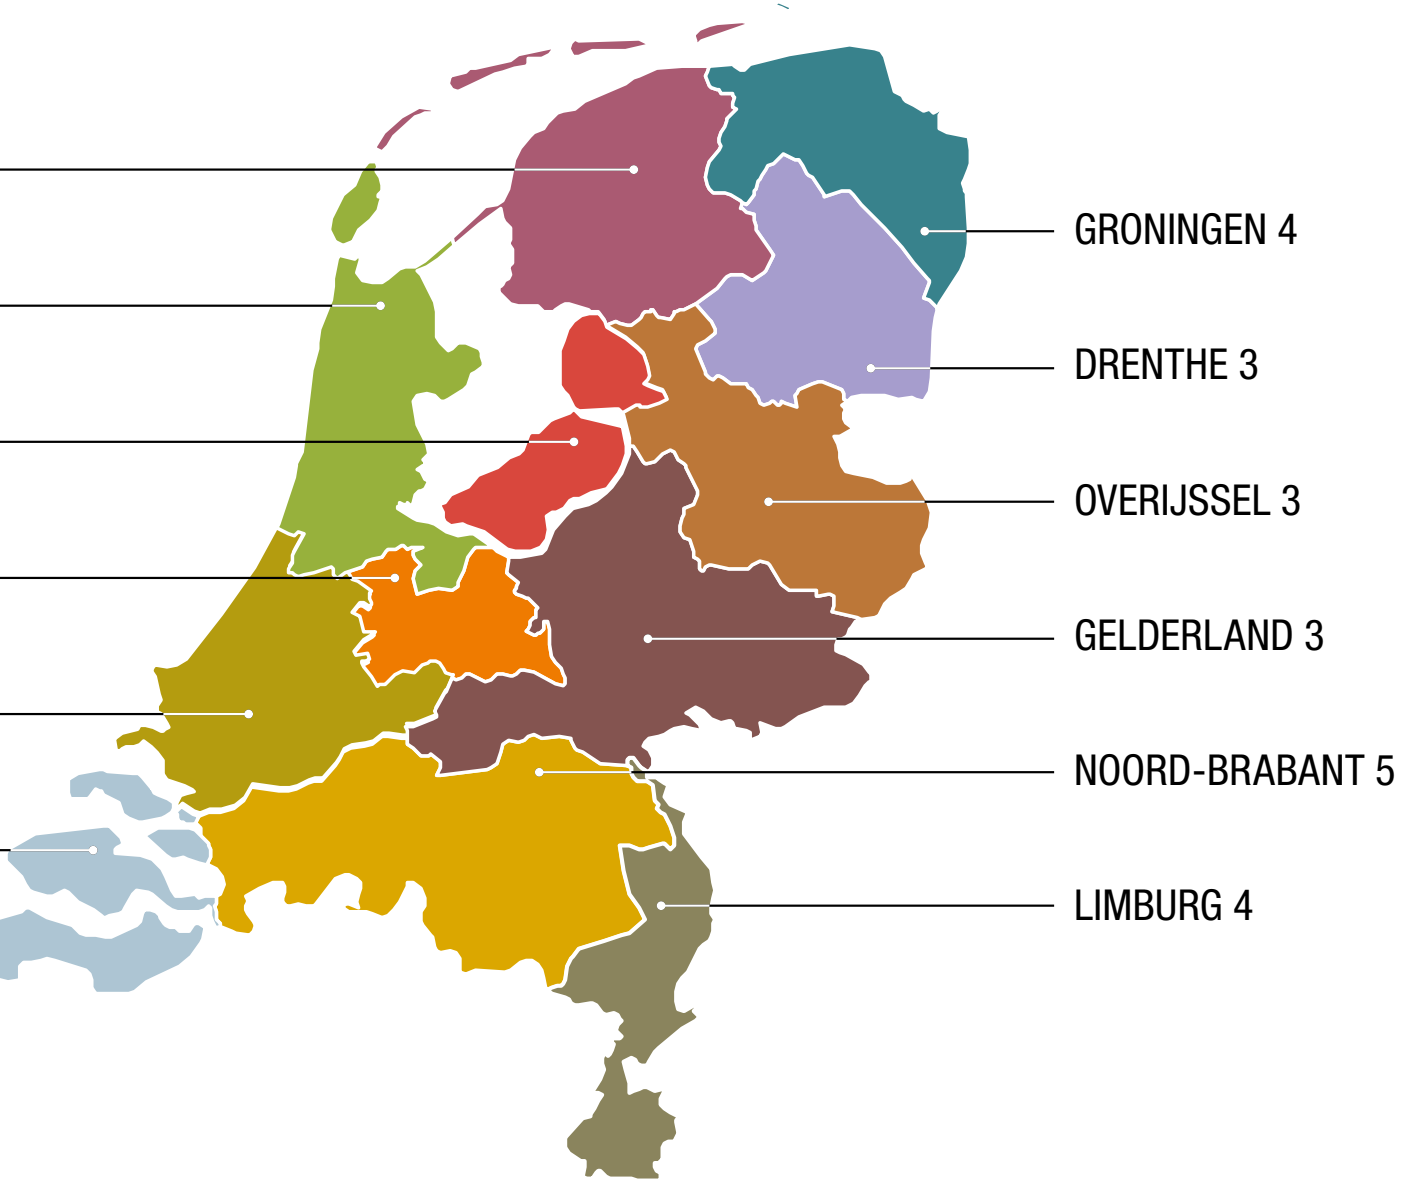 GRONINGEN 4
DRENTHE 3
OVERIJSSEL 3
GELDERLAND 3
NOORD-BRABANT 5
LIMBURG 4